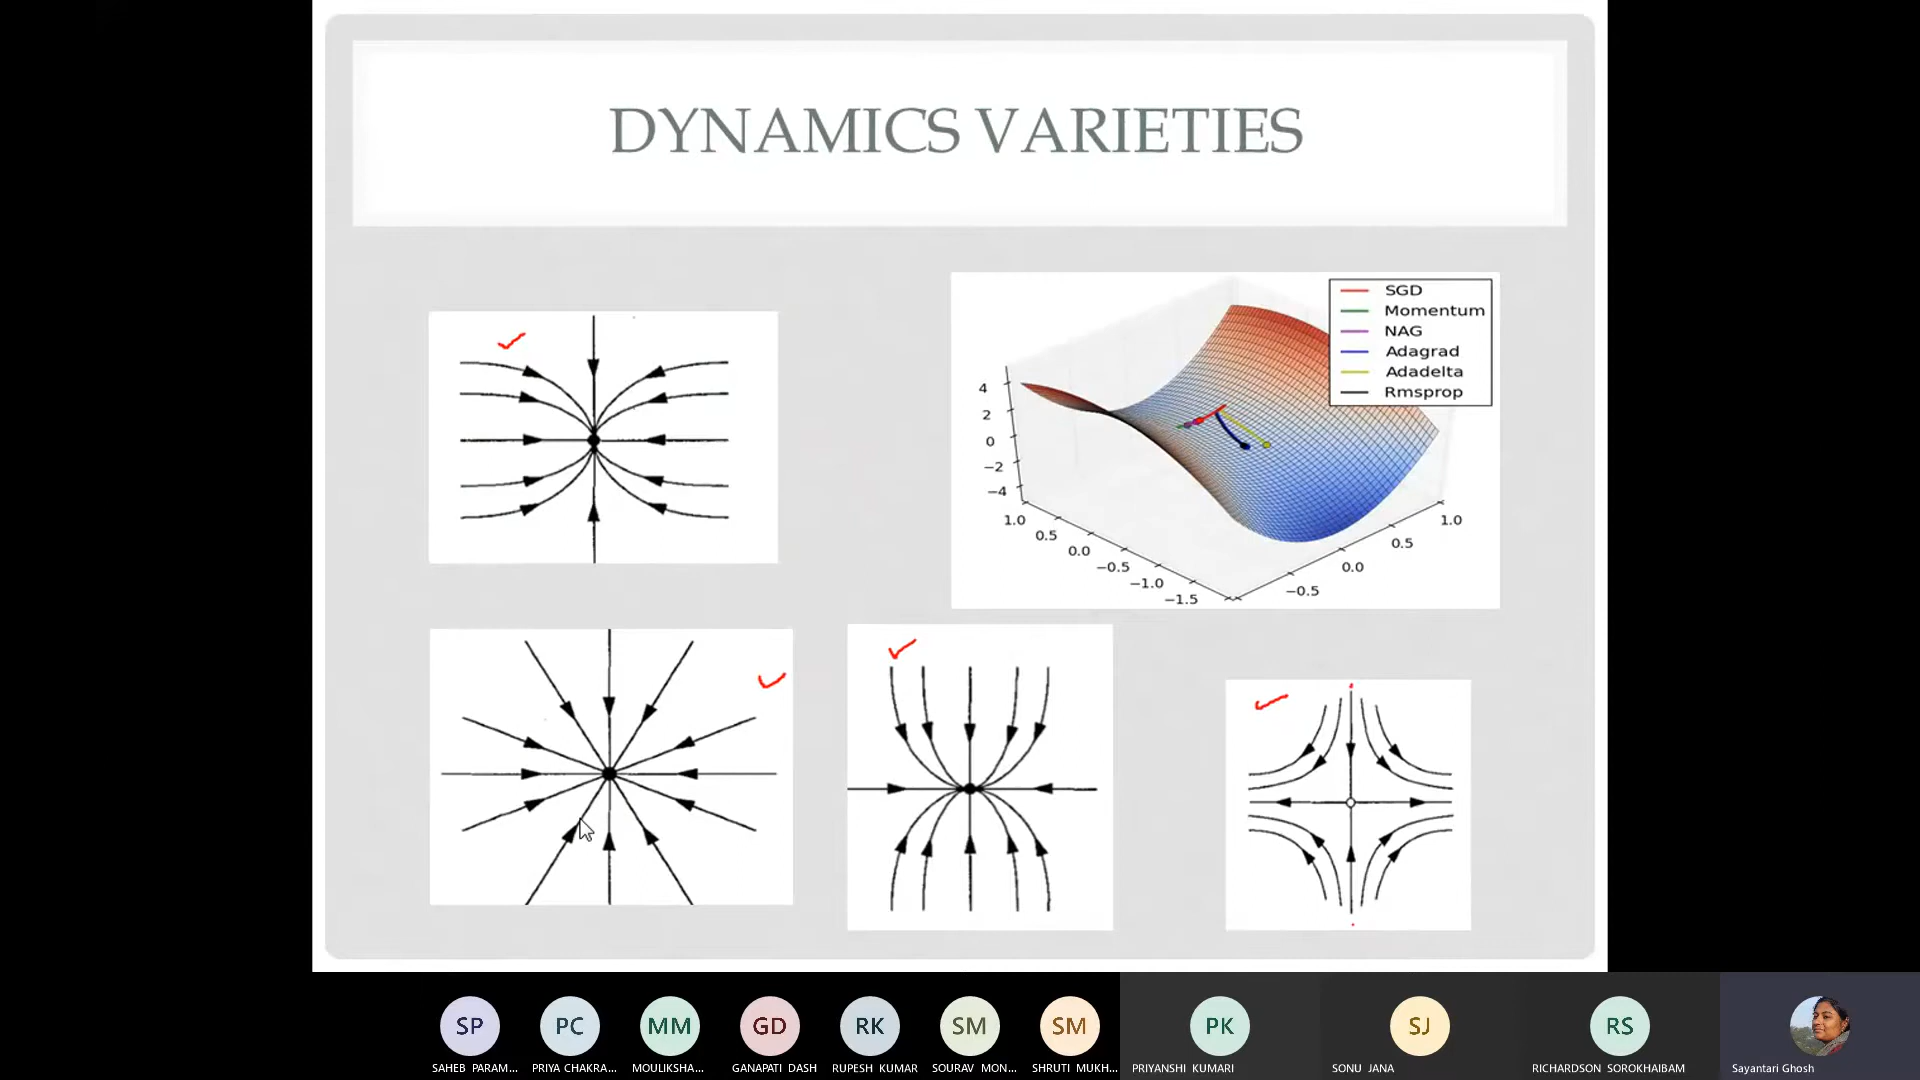 DYNAMICS VARIETIES
SGD
Momentum
NAG
Adagrad
Adadelta
Rmsprop
4
2
0
−2
−4
1.0
0.5
0.0
−0.5
−1.0
−1.5
−0.5
0.0
0.5
1.0
SP
PC
MM
GD
RK
SM
SM
PK
SJ
RS
SAHEB PARAM...
PRIYA CHAKRA...
MOULIKSHA...
GANAPATI DASH
RUPESH KUMAR
SOURAV MON...
SHRUTI MUKH...
PRIYANSHI KUMARI
SONU JANA
RICHARDSON SOROKHAIBAM
Sayantari Ghosh